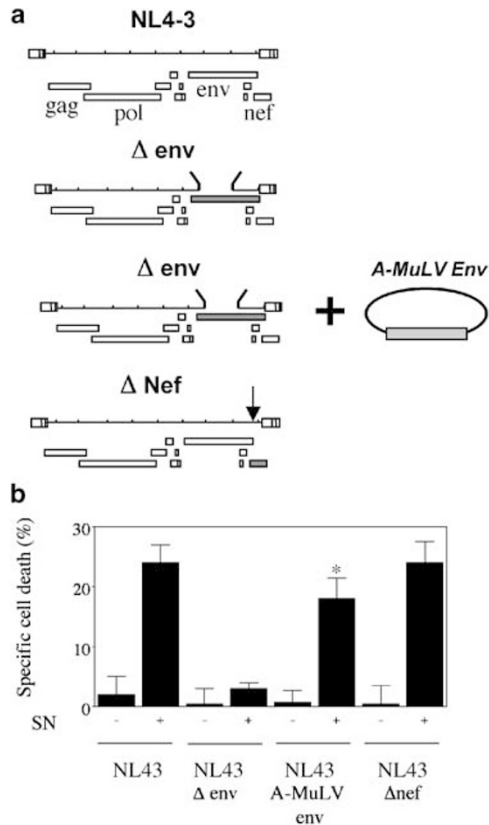 a
NL4-3
env
gag pol nef
Δ env
Δ env
A-MuLV Env
+
Δ Nef
b
Specific cell death (%)
30
20
10
0
*
SN - + - + - + - +
NL43 NL43 NL43 NL43
Δ env A-MuLV Δnef
env